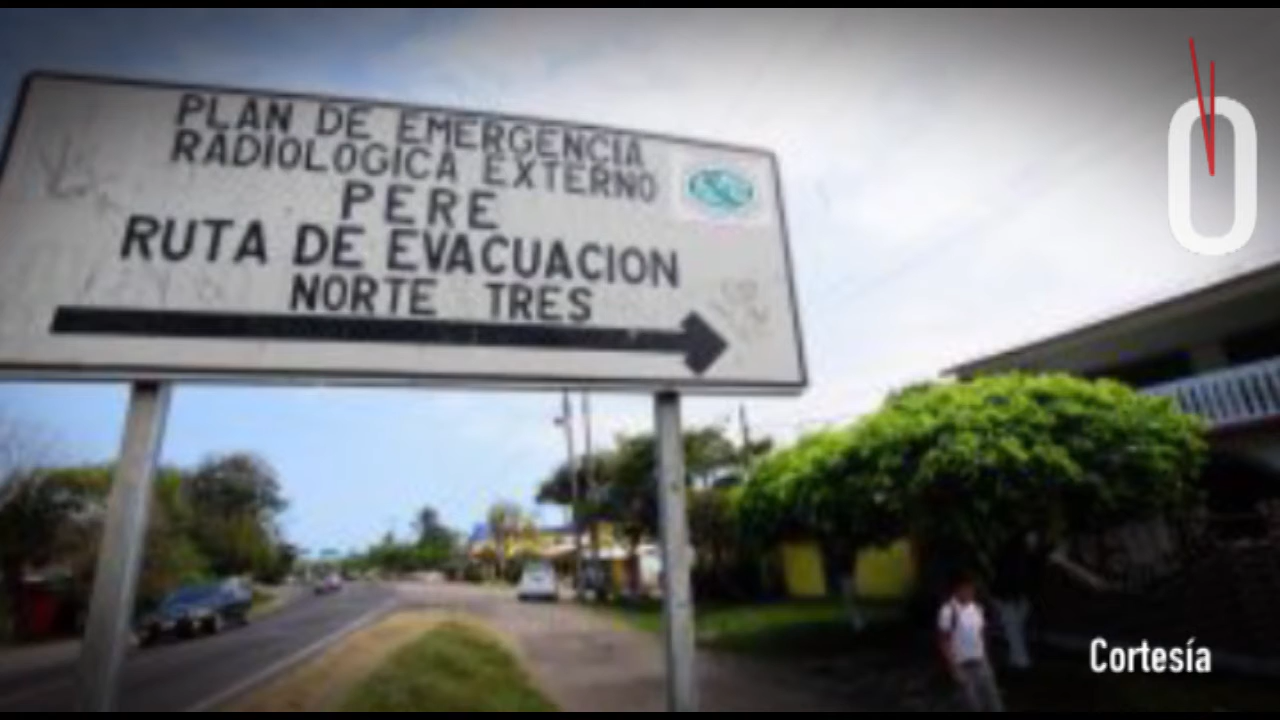 PLAN DE EMERGENCIA
RADIOLOGICA EXTERNO
PERE
RUTA DE EVACUACION
NORTE TRES
Cortesía